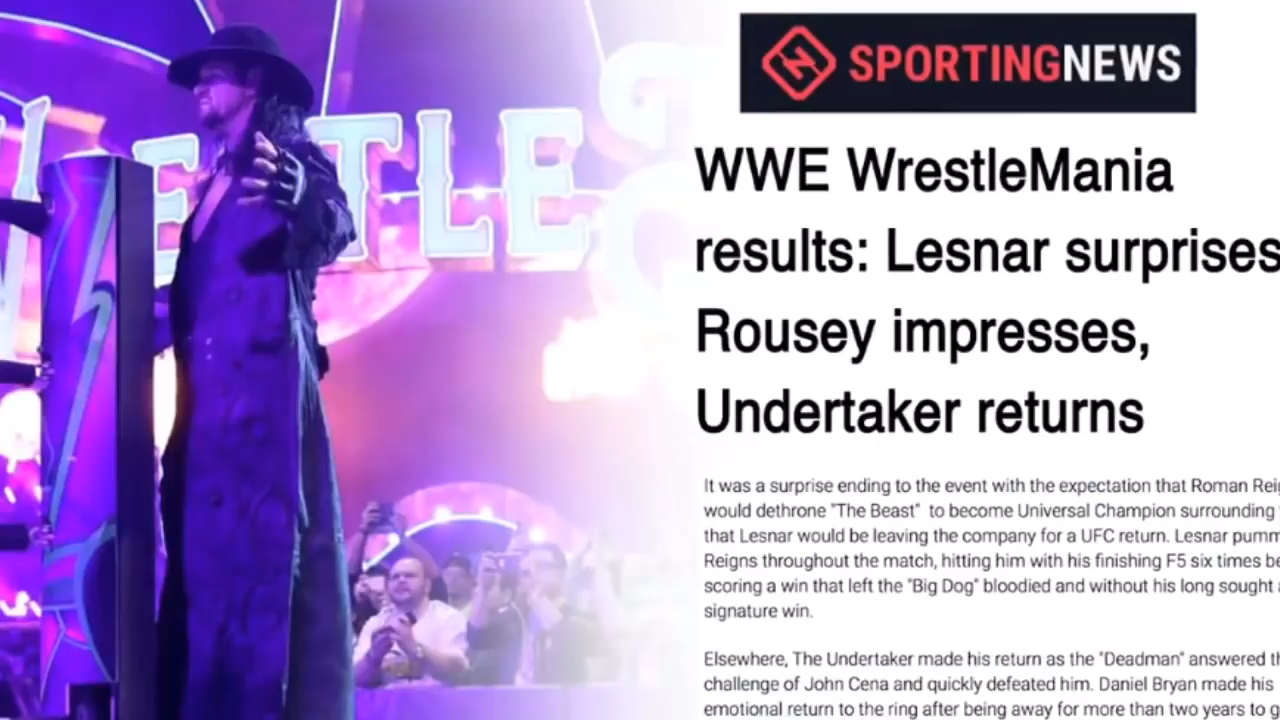 WRESTLE
SPORTINGNEWS
WWE WrestleMania
results: Lesnar surprises
Rousey impresses,
Undertaker returns
It was a surprise ending to the event with the expectation that Roman
would dethrone "The Beast" to become Universal Champion surrounding
that Lesnar would be leaving the company for a UFC return. Lesnar
Reigns throughout the match, hitting him with his finishing F5 six times
scoring a win that left the "Big Dog" bloodied and without his long sought
signature win.
Elsewhere, The Undertaker made his return as the "Deadman" answered
challenge of John Cena and quickly defeated him. Daniel Bryan made his
emotional return to the ring after being away for more than two years to